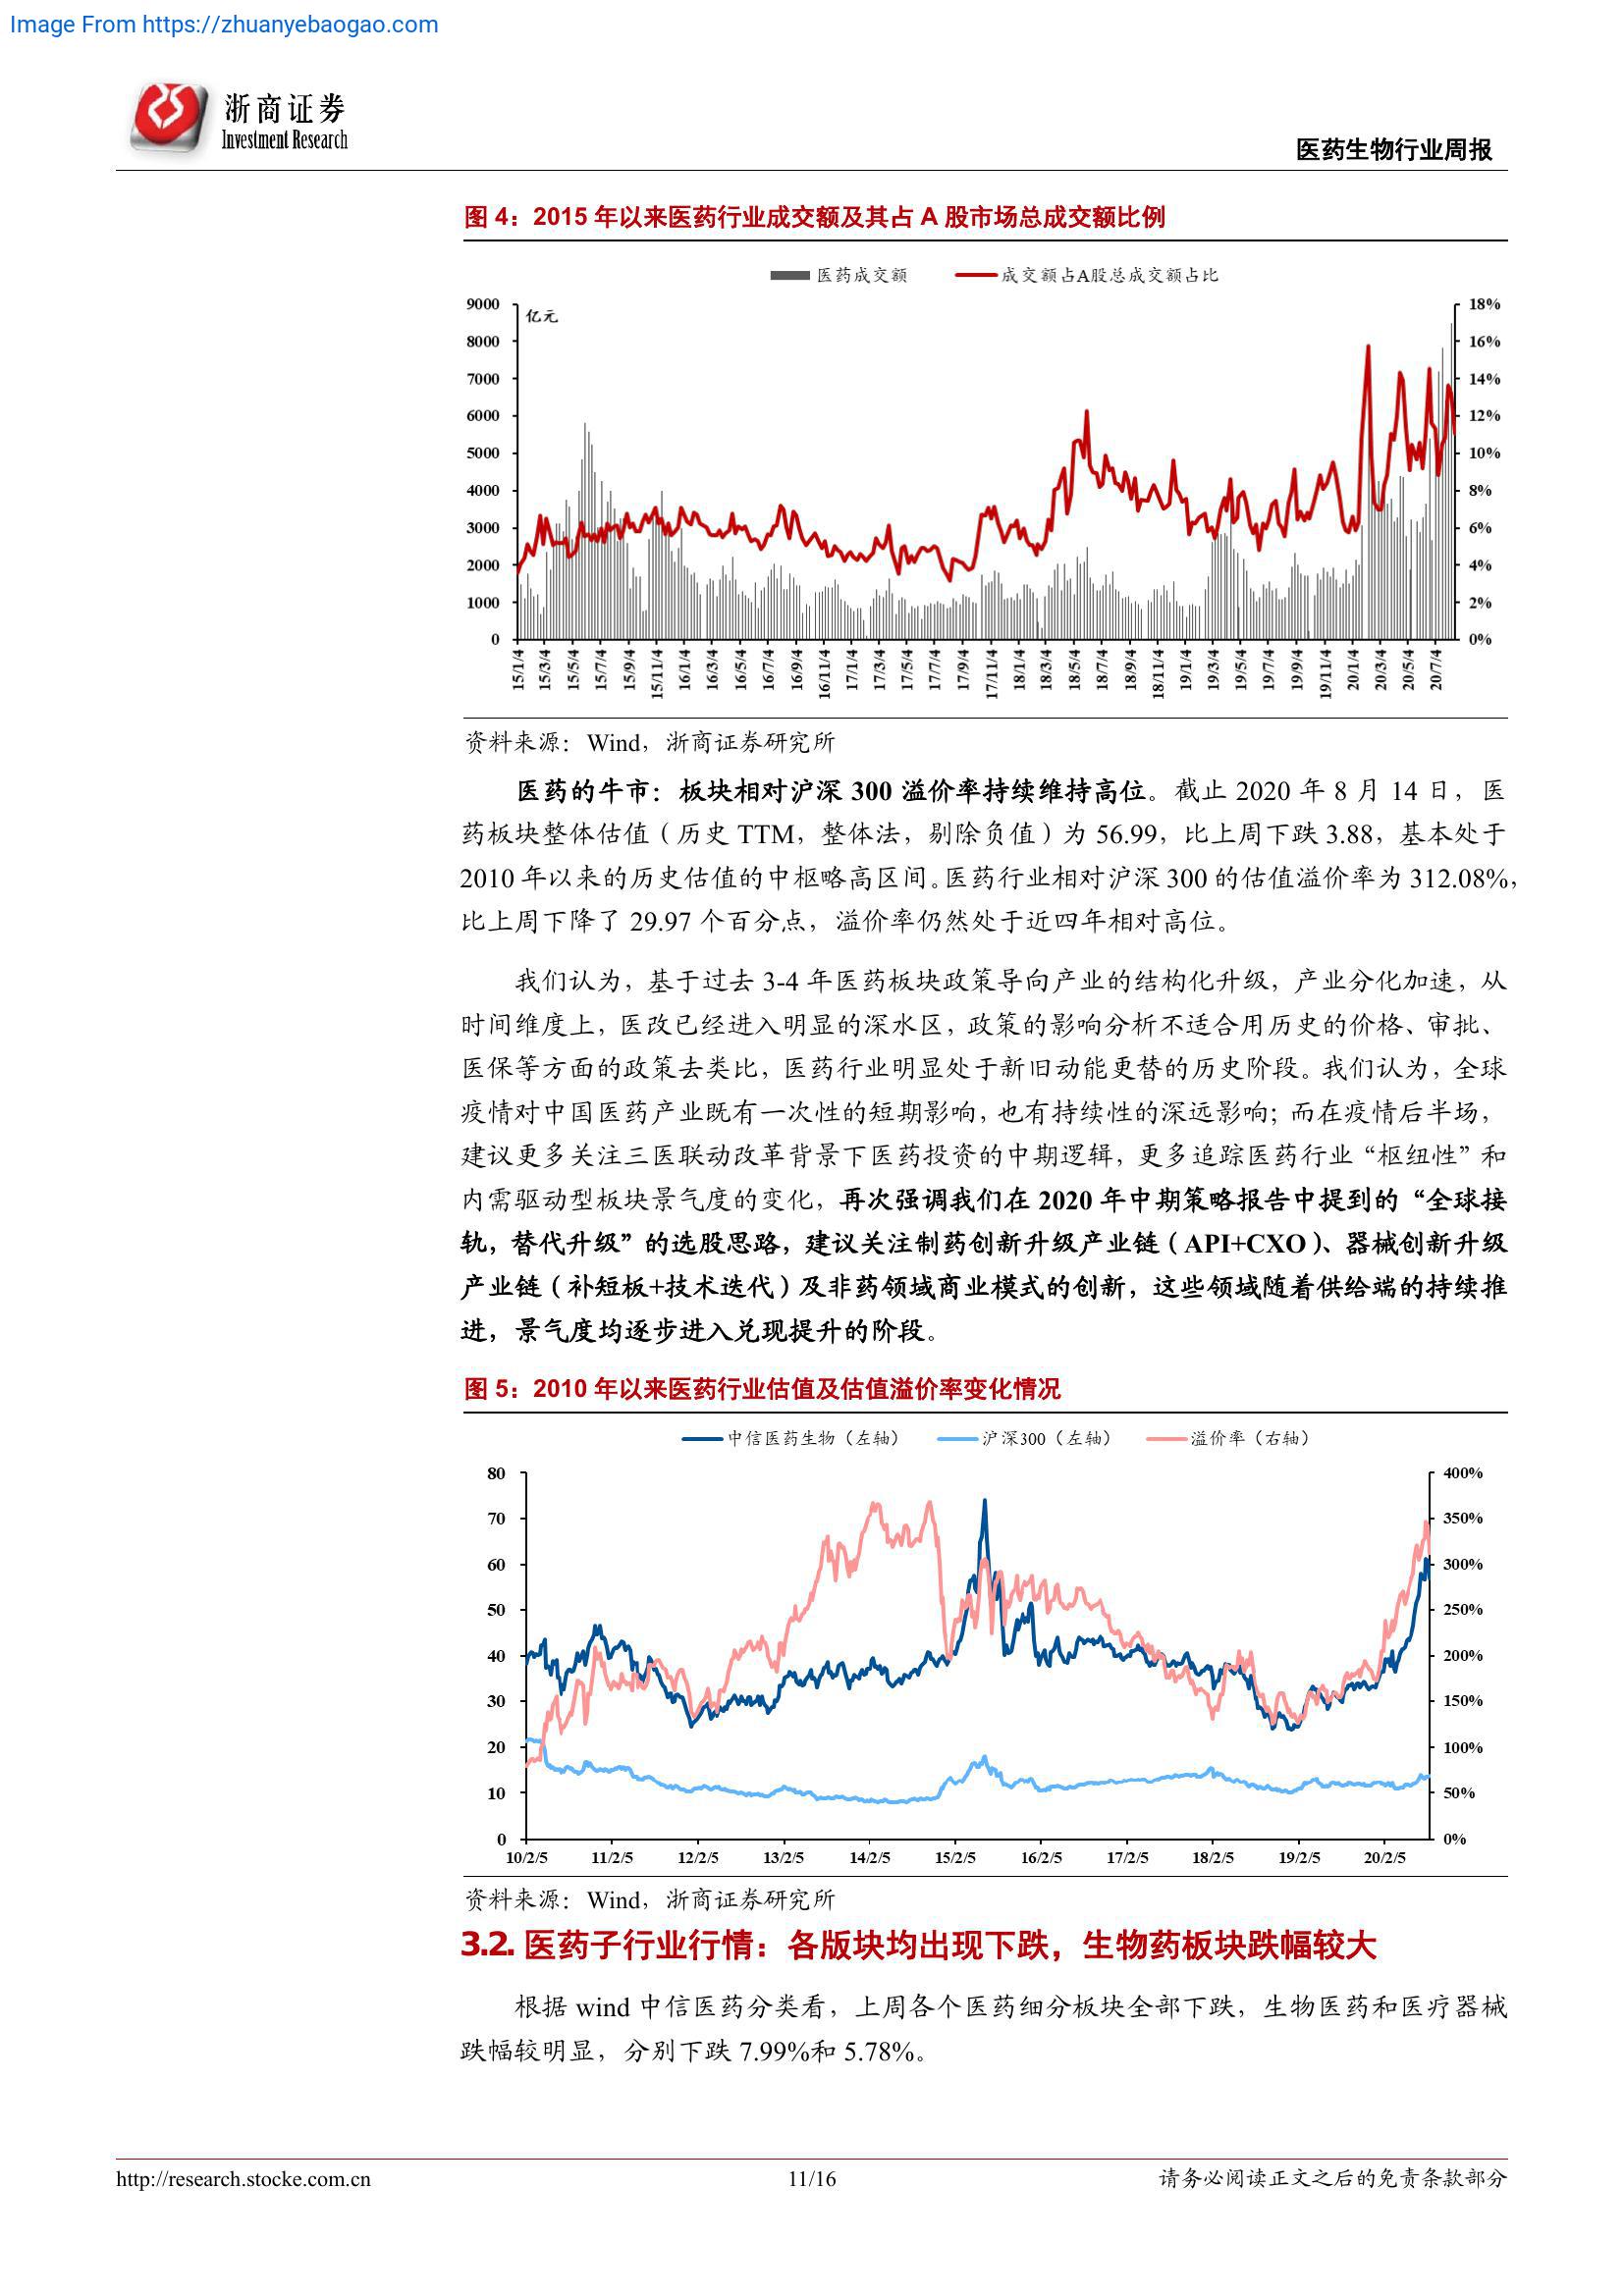 Image From https://zhuanyebaogao.com
浙商证券
Investment Research
医药生物行业周报
图 4：2015 年以来医药行业成交额及其占 A 股市场总成交额比例
医药成交额 成交额占A股总成交额占比
亿元
9000
8000
7000
6000
5000
4000
3000
2000
1000
0
18%
16%
14%
12%
10%
8%
6%
4%
2%
0%
15/1/4 15/3/4 15/5/4 15/7/4 15/9/4 15/11/4 16/1/4 16/3/4 16/5/4 16/7/4 16/9/4 16/11/4 17/1/4 17/3/4 17/5/4 17/7/4 17/9/4 17/11/4 18/1/4 18/3/4 18/5/4 18/7/4 18/9/4 18/11/4 19/1/4 19/3/4 19/5/4 19/7/4 19/9/4 19/11/4 20/1/4 20/3/4 20/5/4 20/7/4
资料来源：Wind，浙商证券研究所
医药的牛市：板块相对沪深 300 溢价率持续维持高位。截止 2020 年 8 月 14 日，医
药板块整体估值（历史 TTM，整体法，剔除负值）为 56.99，比上周下跌 3.88，基本处于
2010 年以来的历史估值的中枢略高区间。医药行业相对沪深 300 的估值溢价率为 312.08%，
比上周下降了 29.97 个百分点，溢价率仍然处于近四年相对高位。
我们认为，基于过去 3-4 年医药板块政策导向产业的结构化升级，产业分化加速，从
时间维度上，医改已经进入明显的深水区，政策的影响分析不适合用历史的价格、审批、
医保等方面的政策去类比，医药行业明显处于新旧动能更替的历史阶段。我们认为，全球
疫情对中国医药产业既有一次性的短期影响，也有持续性的深远影响；而在疫情后半场，
建议更多关注三医联动改革背景下医药投资的中期逻辑，更多追踪医药行业“枢纽性”和
内需驱动型板块景气度的变化，再次强调我们在 2020 年中期策略报告中提到的“全球接
轨，替代升级”的选股思路，建议关注制药创新升级产业链（API+CXO）、器械创新升级
产业链（补短板+技术迭代）及非药领域商业模式的创新，这些领域随着供给端的持续推
进，景气度均逐步进入兑现提升的阶段。
图 5：2010 年以来医药行业估值及估值溢价率变化情况
中信医药生物（左轴） 沪深300（左轴） 溢价率（右轴）
80
70
60
50
40
30
20
10
0
400%
350%
300%
250%
200%
150%
100%
50%
0%
10/2/5 11/2/5 12/2/5 13/2/5 14/2/5 15/2/5 16/2/5 17/2/5 18/2/5 19/2/5 20/2/5
资料来源：Wind，浙商证券研究所
3.2. 医药子行业行情：各版块均出现下跌，生物药板块跌幅较大
根据 wind 中信医药分类看，上周各个医药细分板块全部下跌，生物医药和医疗器械
跌幅较明显，分别下跌 7.99%和 5.78%。
http://research.stocke.com.cn
11/16
请务必阅读正文之后的免责条款部分